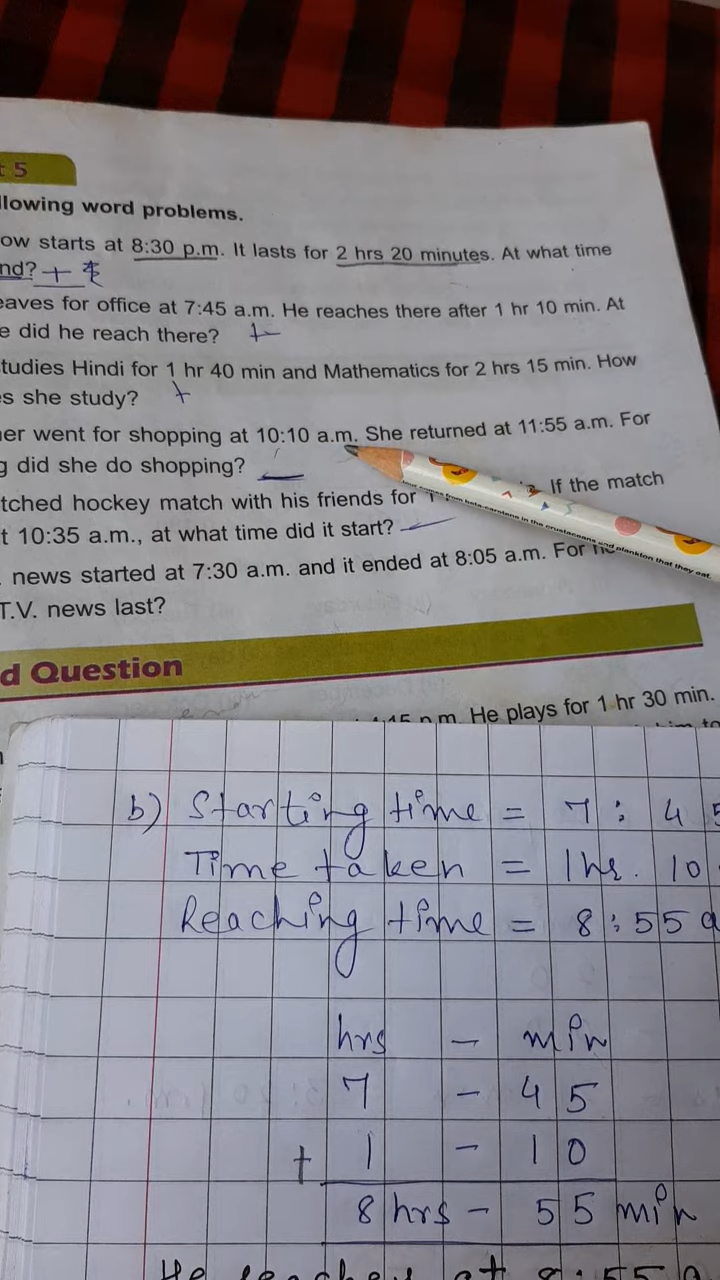 t 5
llowing word problems.
ow starts at 8:30 p.m. It lasts for 2 hrs 20 minutes. At what time
nd? +
eaves for office at 7:45 a.m. He reaches there after 1 hr 10 min. At
e did he reach there? +
tudies Hindi for 1 hr 40 min and Mathematics for 2 hrs 15 min. How
es she study? +
er went for shopping at 10:10 a.m. She returned at 11:55 a.m. For
g did she do shopping? —
tched hockey match with his friends for If the match
t 10:35 a.m., at what time did it start? —
news started at 7:30 a.m. and it ended at 8:05 a.m. For
T.V. news last?
d Question
p.m. He plays for 1 hr 30 min.
b) Starting time = 7 : 45
Time taken = 1 hr. 10
Reaching time = 8 : 55 a
hrs - min
7 - 45
+ 1 - 10
8 hrs - 55 min